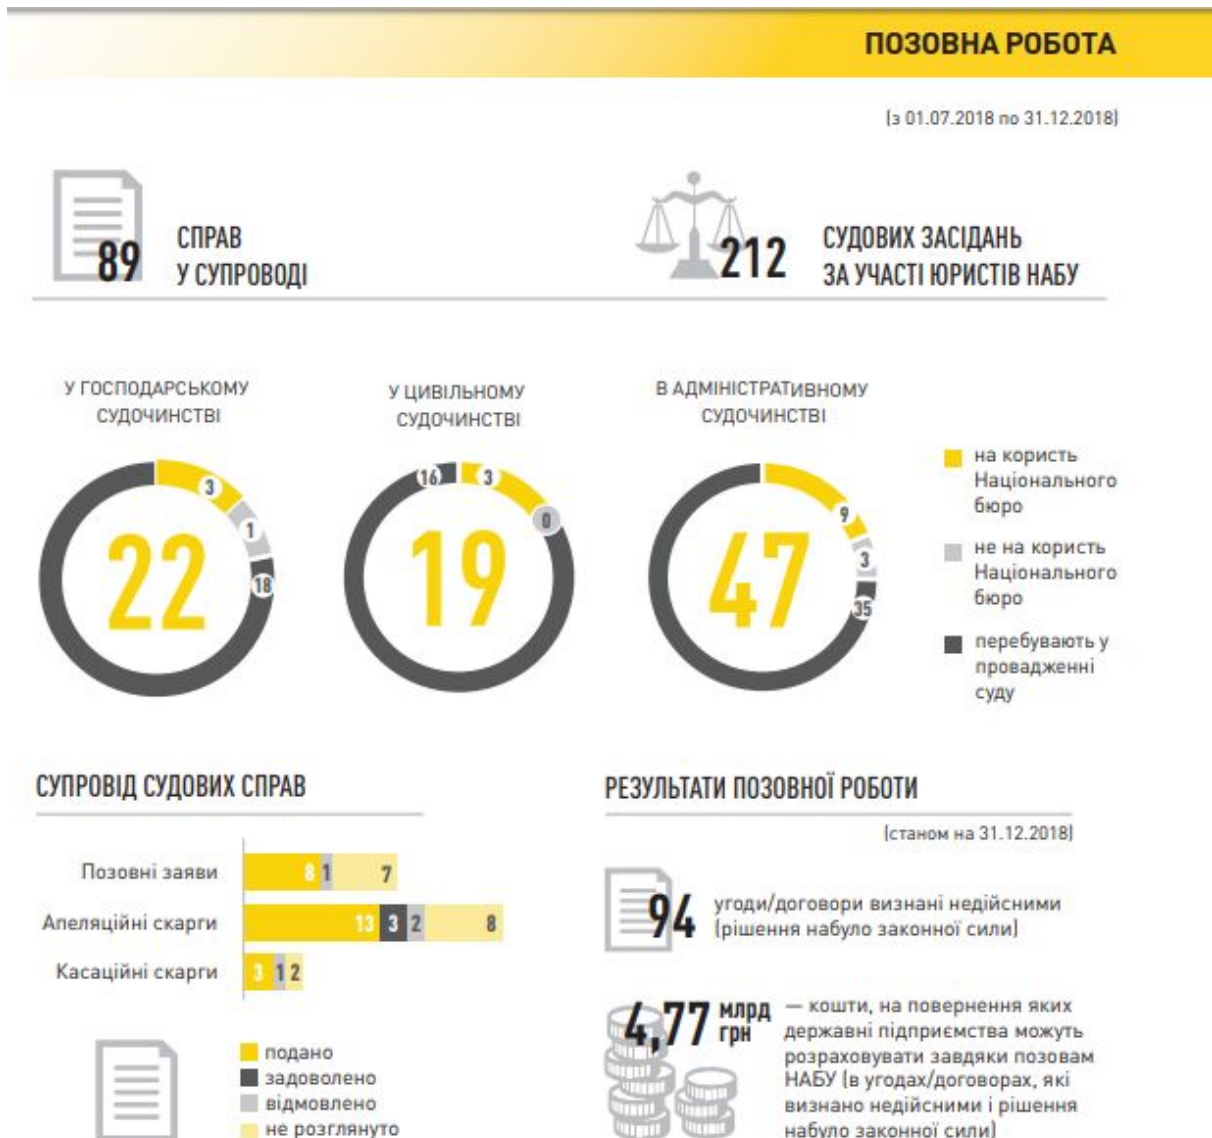 ПОЗОВНА РОБОТА
(з 01.07.2018 по 31.12.2018)
89
СПРАВ
У СУПРОВОДІ
212
СУДОВИХ ЗАСІДАНЬ
ЗА УЧАСТІ ЮРИСТІВ НАБУ
У ГОСПОДАРСЬКОМУ
СУДОЧИНСТВІ
3
1
18
22
У ЦИВІЛЬНОМУ
СУДОЧИНСТВІ
16
3
0
19
В АДМІНІСТРАТИВНОМУ
СУДОЧИНСТВІ
9
3
35
47
на користь
Національного
бюро
не на користь
Національного
бюро
перебувають у
провадженні
суду
СУПРОВІД СУДОВИХ СПРАВ
Позовні заяви 8 1 7
Апеляційні скарги 13 3 2 8
Касаційні скарги 3 1 2
подано
задоволено
відмовлено
не розглянуто
РЕЗУЛЬТАТИ ПОЗОВНОЇ РОБОТИ
(станом на 31.12.2018)
94
угоди/договори визнані недійсними
(рішення набуло законної сили)
4,77 млрд
грн
— кошти, на повернення яких
державні підприємства можуть
розраховувати завдяки позовам
НАБУ (в угодах/договорах, які
визнано недійсними і рішення
набуло законної сили)